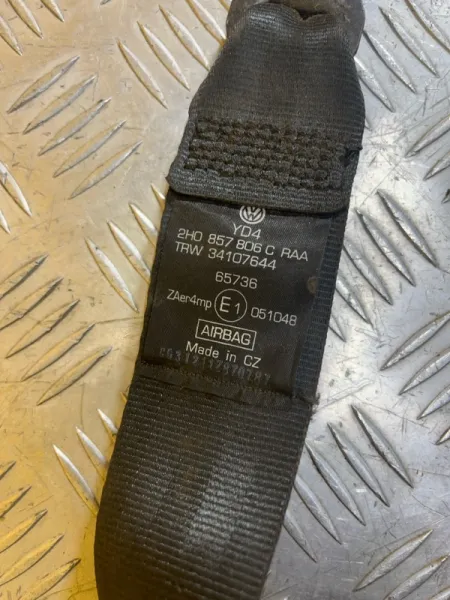 YD4
2H0 857 806 C RAA
TRW 34107644
65736
ZAer4mp E1 051048
AIRBAG
Made in CZ